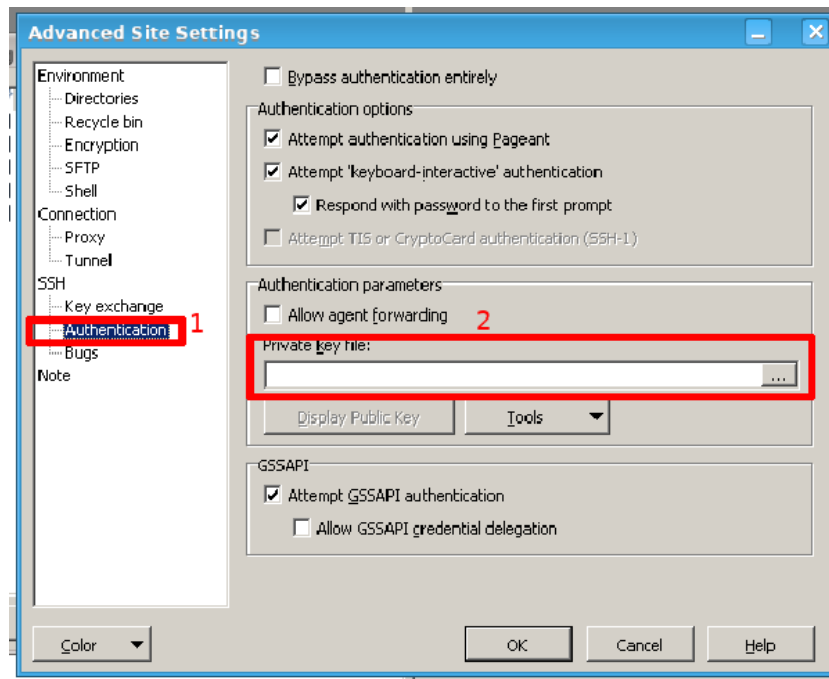 Advanced Site Settings
Environment
Directories
Recycle bin
Encryption
SFTP
Shell
Connection
Proxy
Tunnel
SSH
Key exchange
Authentication
1
Bugs
Note
Bypass authentication entirely
Authentication options
Attempt authentication using Pageant
Attempt 'keyboard-interactive' authentication
Respond with password to the first prompt
Attempt TIS or CryptoCard authentication (SSH-1)
Authentication parameters
Allow agent forwarding
2
Private key file:
...
Display Public Key
Tools
GSSAPI
Attempt GSSAPI authentication
Allow GSSAPI credential delegation
Color
OK
Cancel
Help